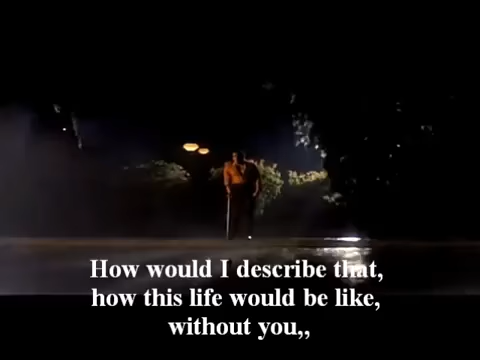 How would I describe that,
how this life would be like,
without you,,